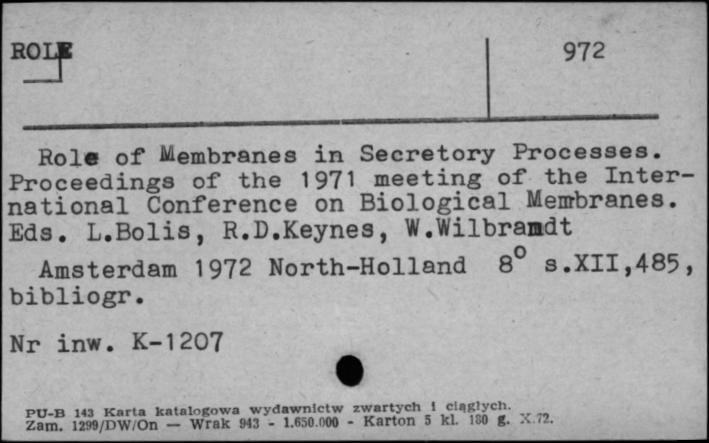 ROLE
972
Role of Membranes in Secretory Processes.
Proceedings of the 1971 meeting of the Inter-
national Conference on Biological Membranes.
Eds. L.Bolis, R.D.Keynes, W.Wilbrandt
Amsterdam 1972 North-Holland 8° s.XII,485,
bibliogr.
Nr inw. K-1207
PU-B 143 Karta katalogowa wydawnictw zwartych i ciągłych.
Zam. 1299/DW/On — Wrak 943 - 1.650.000 - Karton 5 kl. 180 g. X.72.